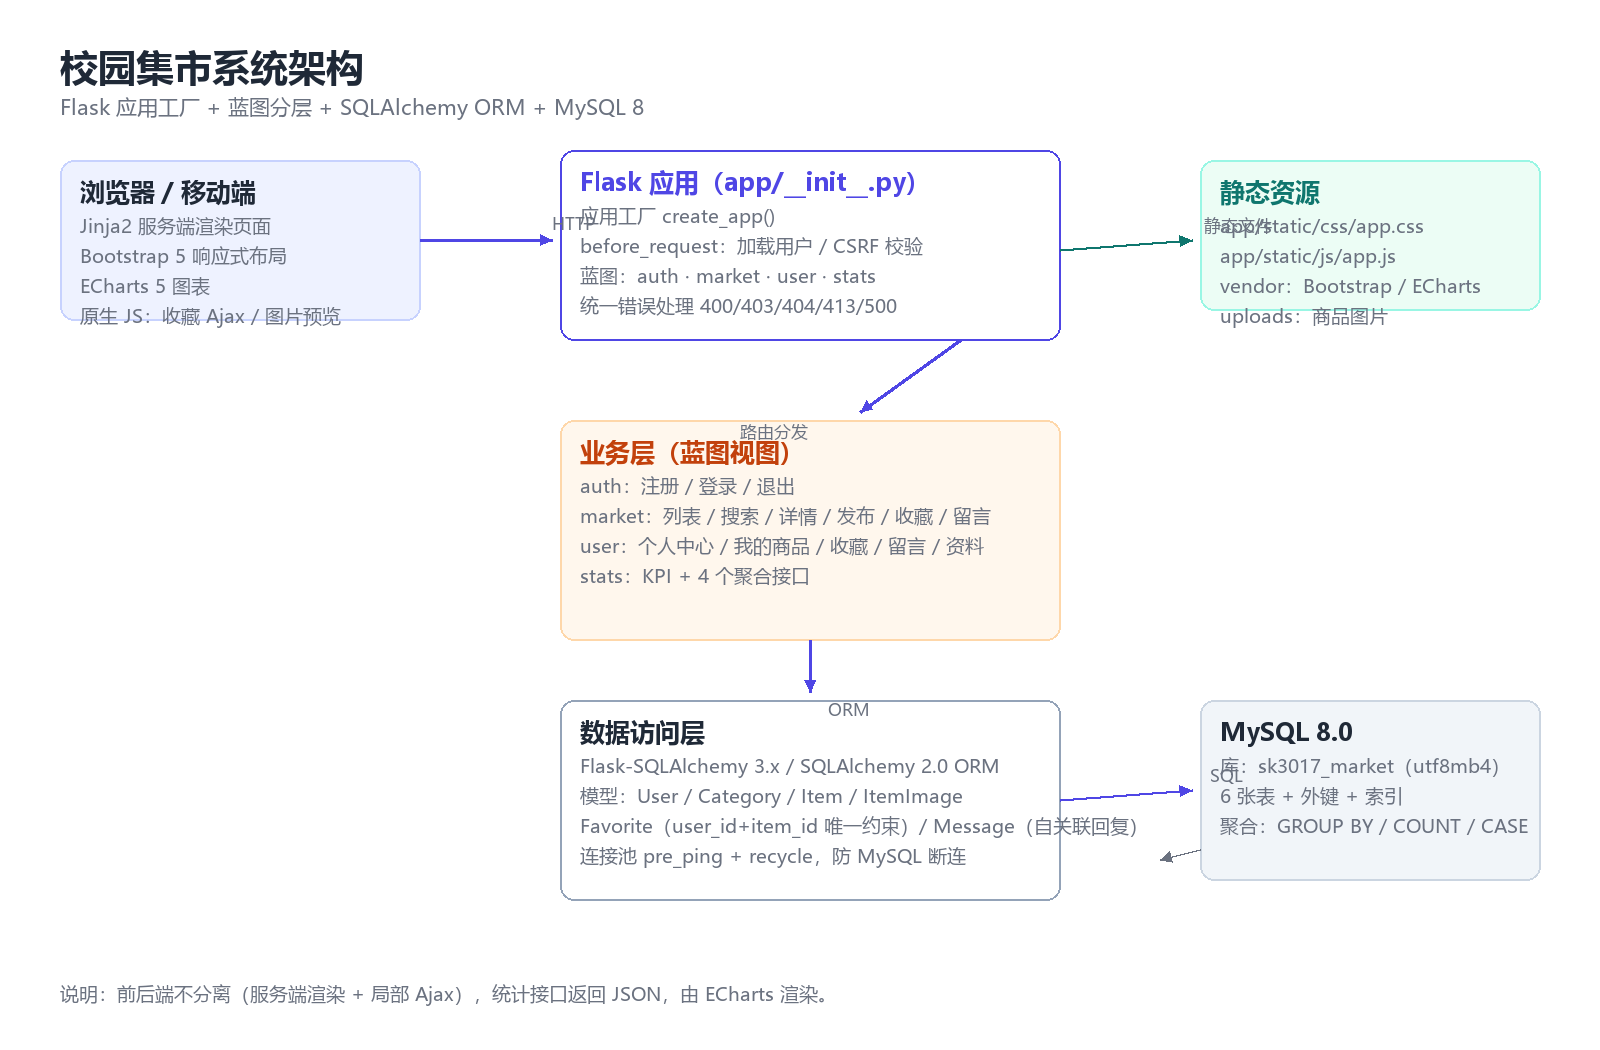 校园集市系统架构
Flask 应用工厂 + 蓝图分层 + SQLAlchemy ORM + MySQL 8
浏览器 / 移动端
Jinja2 服务端渲染页面
Bootstrap 5 响应式布局
ECharts 5 图表
原生 JS：收藏 Ajax / 图片预览
HTTP
Flask 应用（app/__init__.py）
应用工厂 create_app()
before_request：加载用户 / CSRF 校验
蓝图：auth · market · user · stats
统一错误处理 400/403/404/413/500
静态文件
静态资源
app/static/css/app.css
app/static/js/app.js
vendor：Bootstrap / ECharts
uploads：商品图片
路由分发
业务层（蓝图视图）
auth：注册 / 登录 / 退出
market：列表 / 搜索 / 详情 / 发布 / 收藏 / 留言
user：个人中心 / 我的商品 / 收藏 / 留言 / 资料
stats：KPI + 4 个聚合接口
ORM
数据访问层
Flask-SQLAlchemy 3.x / SQLAlchemy 2.0 ORM
模型：User / Category / Item / ItemImage
Favorite（user_id+item_id 唯一约束）/ Message（自关联回复）
连接池 pre_ping + recycle，防 MySQL 断连
SQL
MySQL 8.0
库：sk3017_market（utf8mb4）
6 张表 + 外键 + 索引
聚合：GROUP BY / COUNT / CASE
说明：前后端不分离（服务端渲染 + 局部 Ajax），统计接口返回 JSON，由 ECharts 渲染。